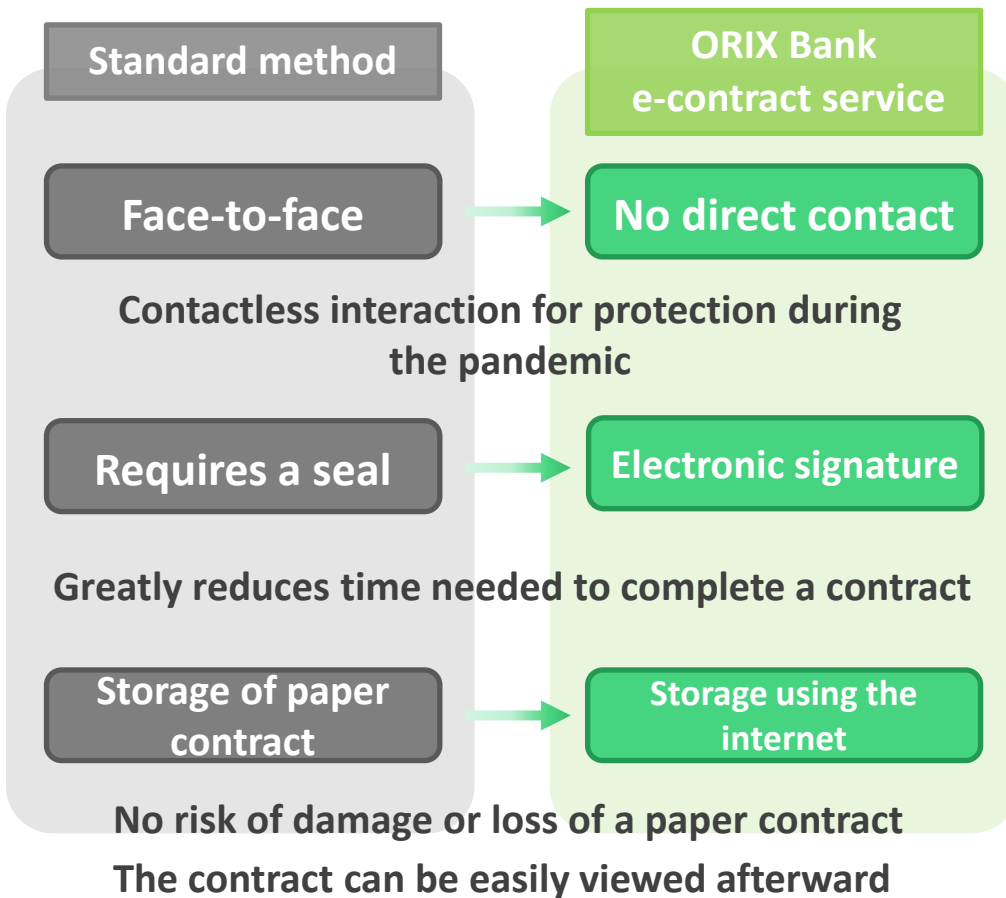 Standard method
ORIX Bank
e-contract service
Face-to-face
No direct contact
Contactless interaction for protection during
the pandemic
Requires a seal
Electronic signature
Greatly reduces time needed to complete a contract
Storage of paper
contract
Storage using the
internet
No risk of damage or loss of a paper contract
The contract can be easily viewed afterward